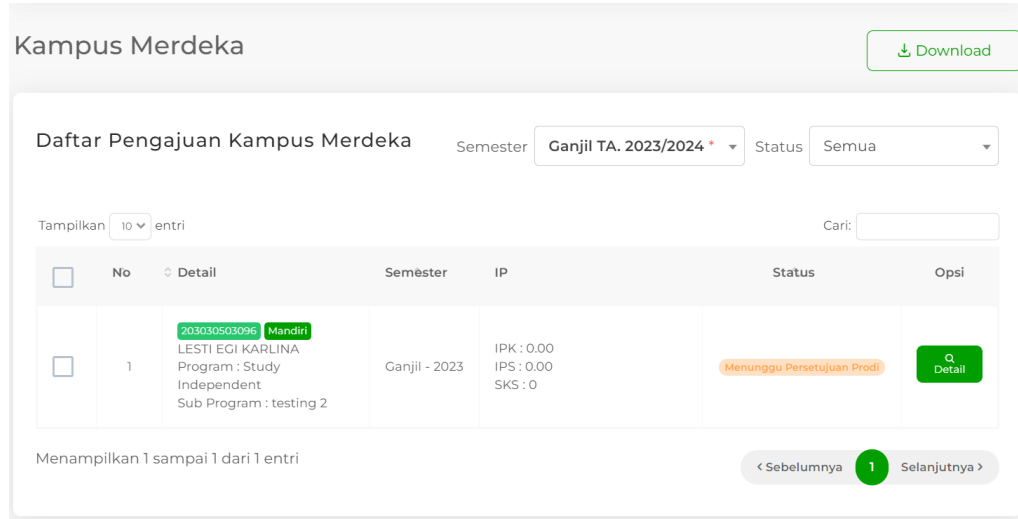 Kampus Merdeka
Download
Daftar Pengajuan Kampus Merdeka
Semester Ganjil TA. 2023/2024 * Status Semua
Tampilkan 10 entri
Cari:
No Detail Semester IP Status Opsi
203030503096 Mandiri
LESTI EGI KARLINA
Program : Study
Independent
Sub Program : testing 2
1
Ganjil - 2023
IPK : 0.00
IPS : 0.00
SKS : 0
Menunggu Persetujuan Prodi
Detail
Menampilkan 1 sampai 1 dari 1 entri
< Sebelumnya 1 Selanjutnya >